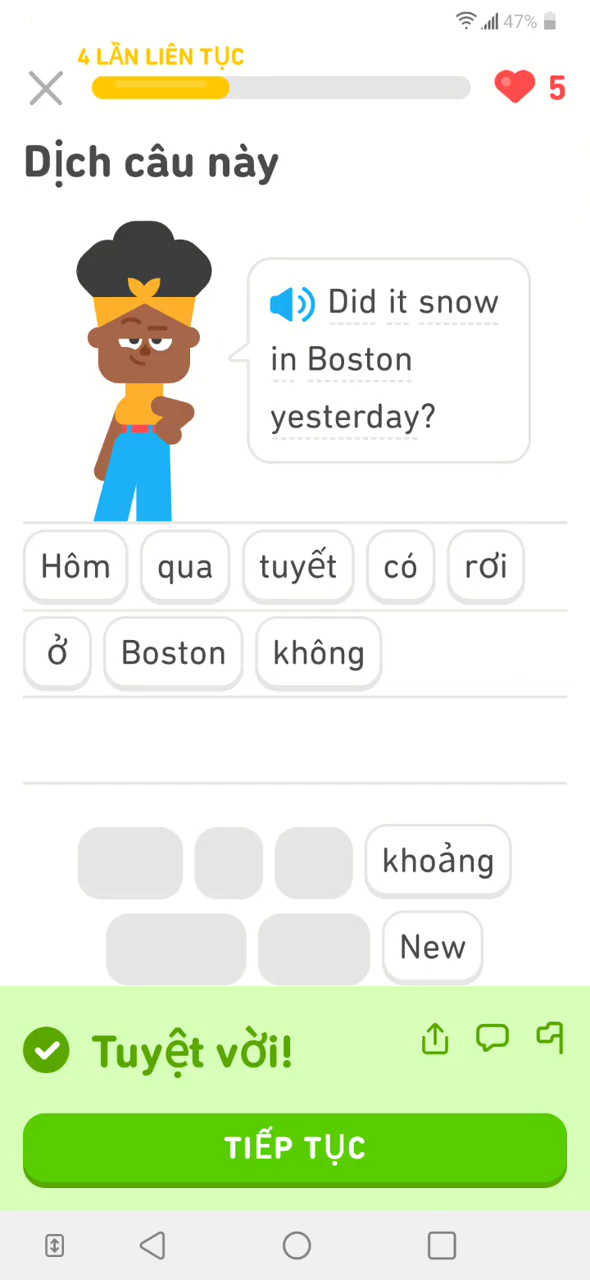 47%
4 LẦN LIÊN TỤC
5
Dịch câu này
Did it snow
in Boston
yesterday?
Hôm qua tuyết có rơi
ở Boston không
khoảng
New
Tuyệt vời!
TIẾP TỤC